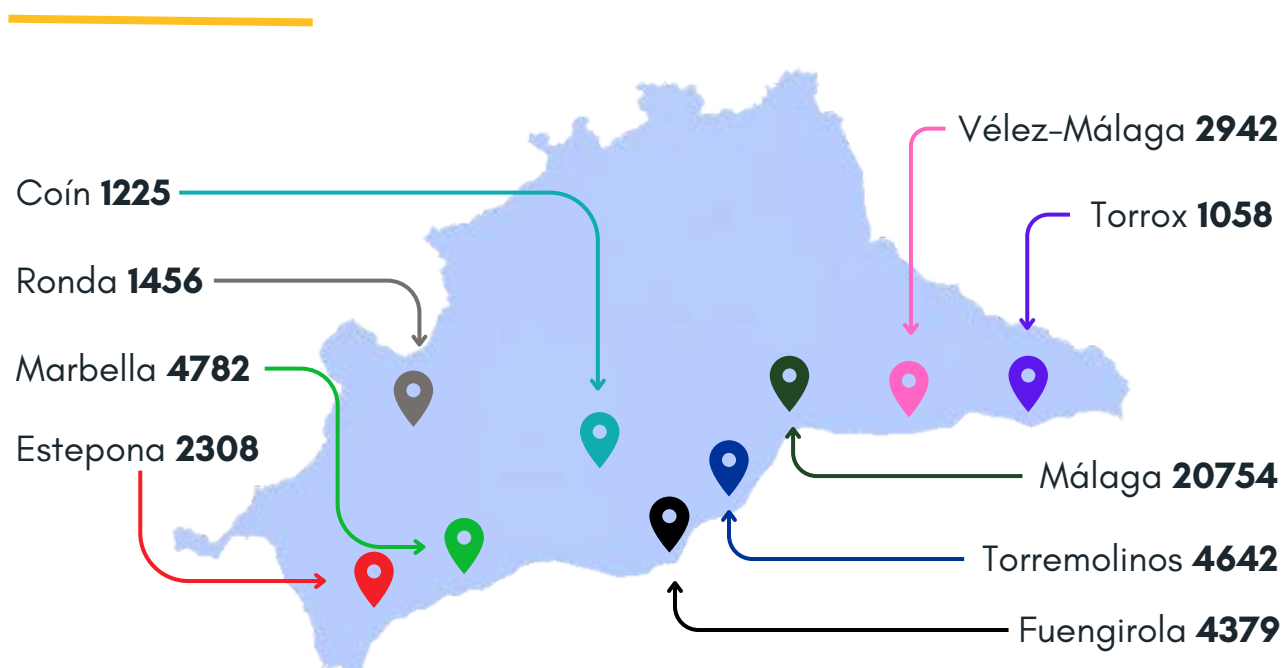 Vélez-Málaga 2942
Coín 1225
Torrox 1058
Ronda 1456
Marbella 4782
Estepona 2308
Málaga 20754
Torremolinos 4642
Fuengirola 4379